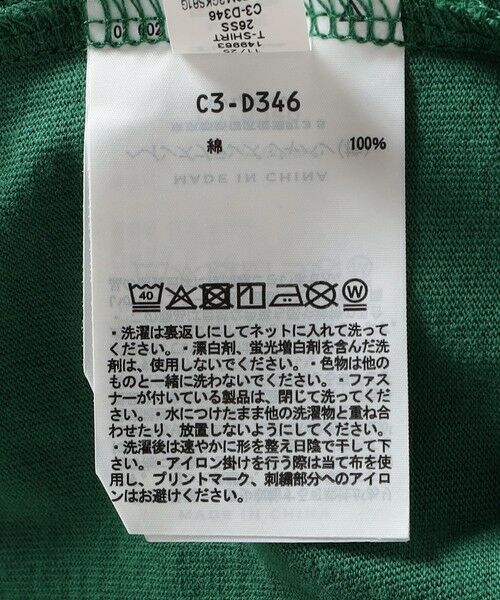 C3-D346
26SS
T-SHIRT
149963
C3-D346
綿 100%
MADE IN CHINA
40
W
・洗濯は裏返しにしてネットに入れて洗って
ください。・漂白剤、蛍光増白剤を含んだ洗
剤は、使用しないでください。・色物は他の
ものと一緒に洗わないでください。・ファス
ナーが付いている製品は、閉じて洗ってくだ
さい。・水につけたまま他の洗濯物と重ね合
わせたり、放置しないようにしてください。
・洗濯後は速やかに形を整え日陰で干して下
さい。・アイロン掛けを行う際は当て布を使
用し、プリントマーク、刺繍部分へのアイロ
ンはお避けください。